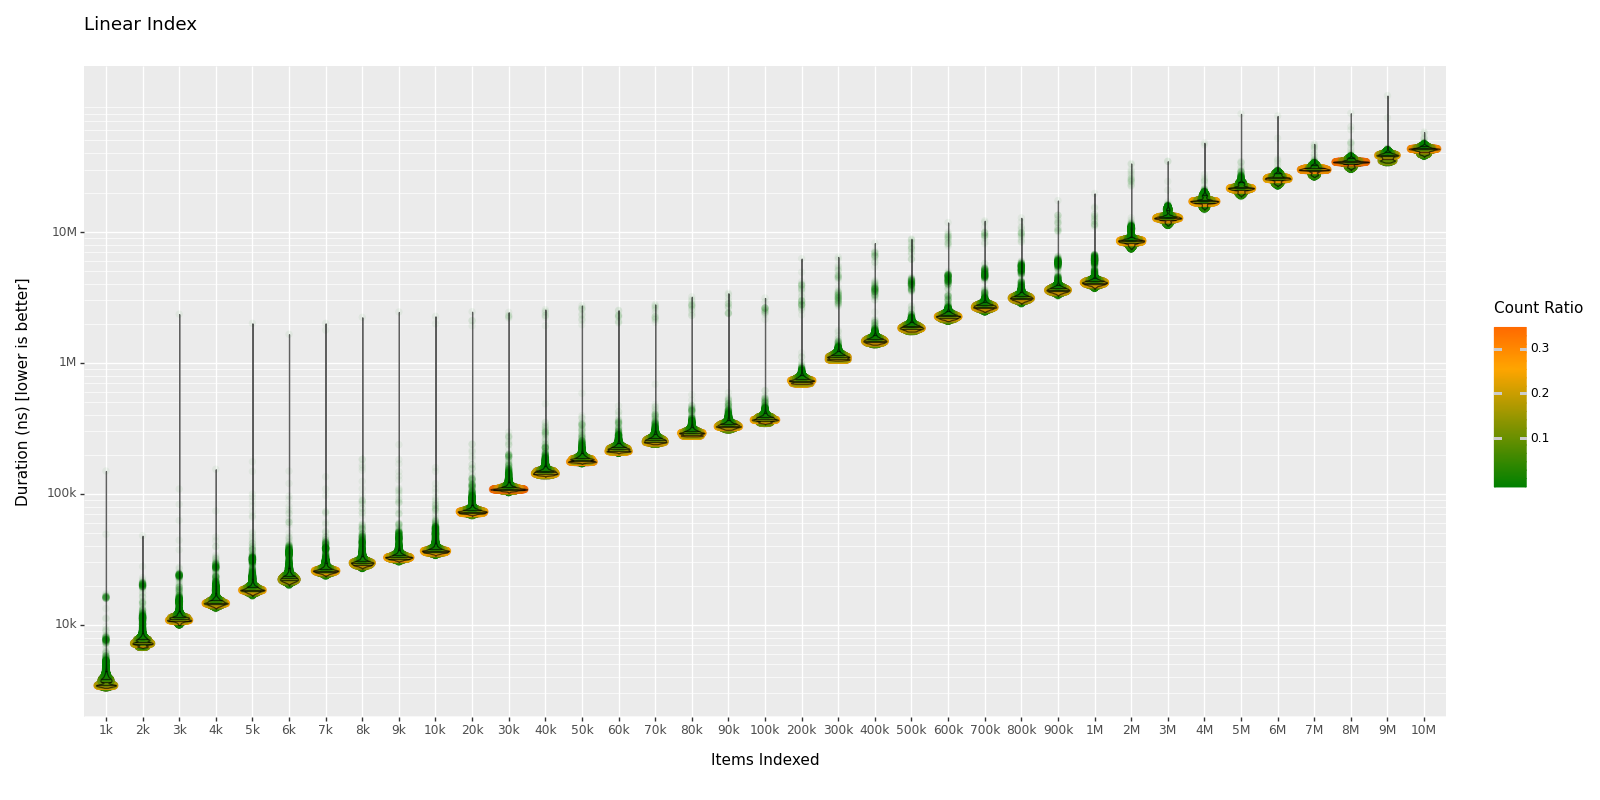 Linear Index
Duration (ns) [lower is better]
10M
1M
100k
10k
1k 2k 3k 4k 5k 6k 7k 8k 9k 10k 20k 30k 40k 50k 60k 70k 80k 90k 100k 200k 300k 400k 500k 600k 700k 800k 900k 1M 2M 3M 4M 5M 6M 7M 8M 9M 10M
Items Indexed
Count Ratio
0.3
0.2
0.1